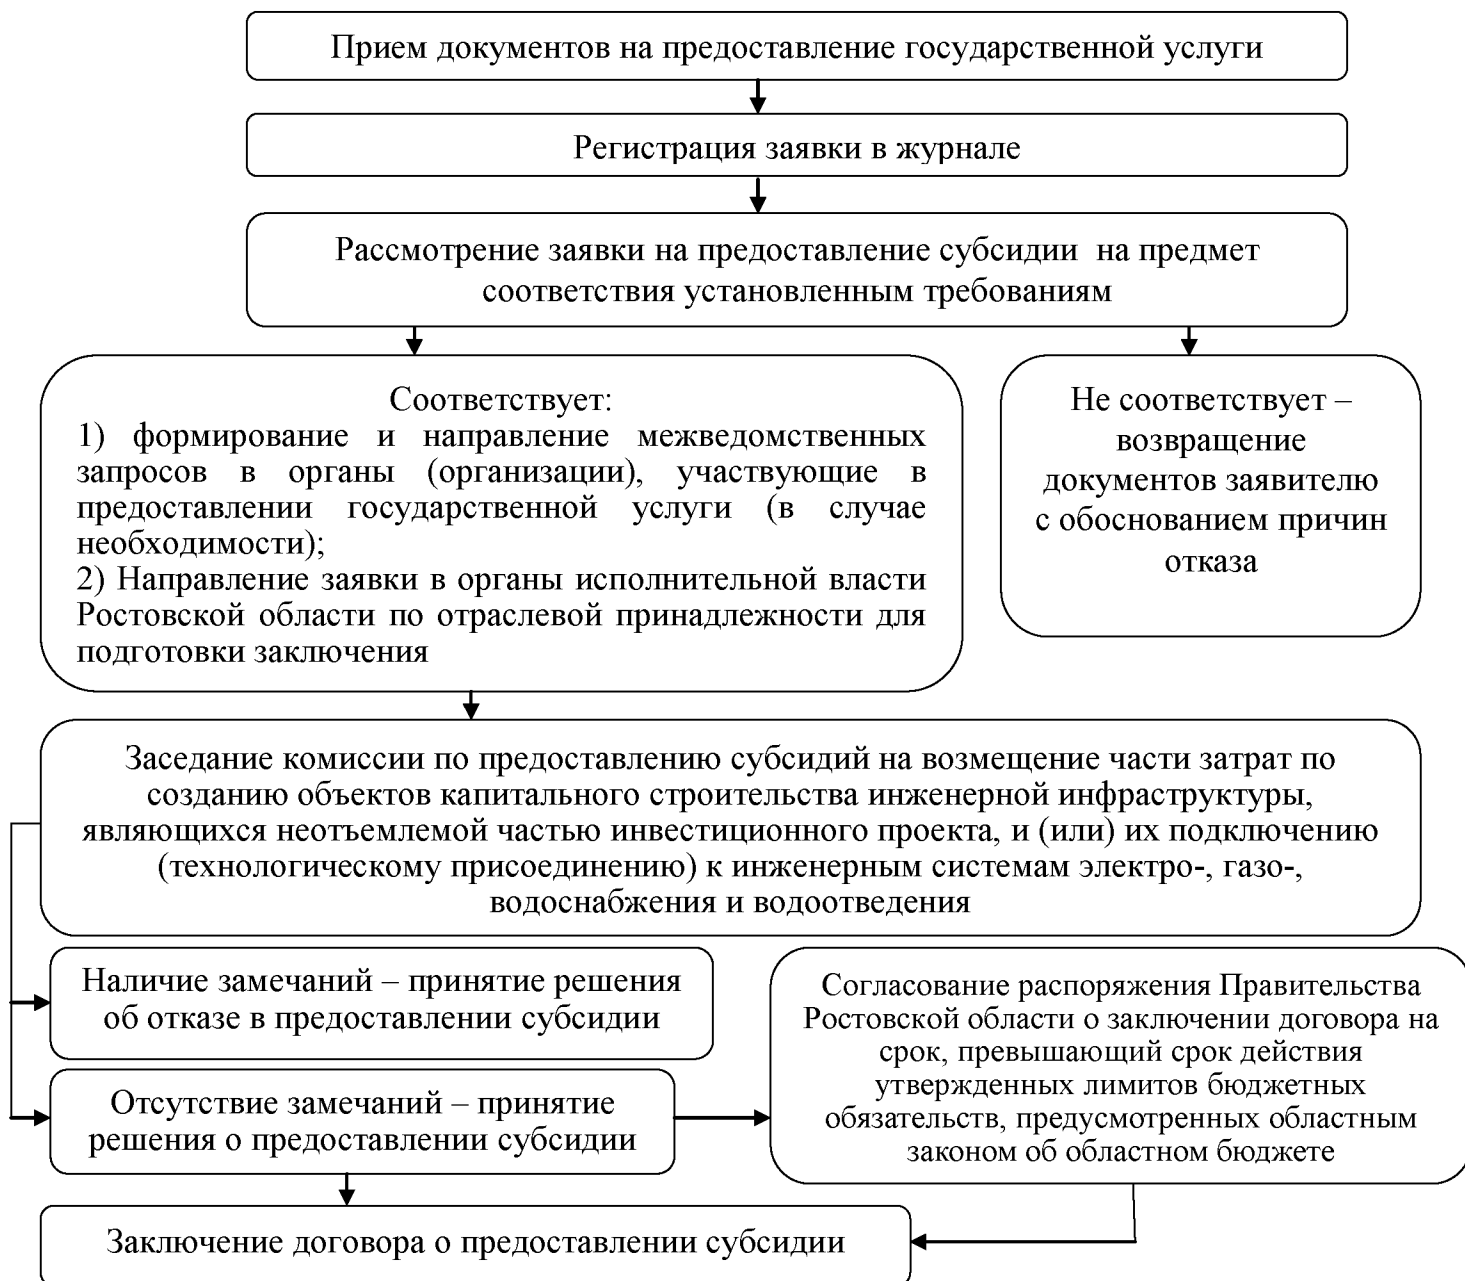 Прием документов на предоставление государственной услуги
Регистрация заявки в журнале
Рассмотрение заявки на предоставление субсидии на предмет
соответствия установленным требованиям
Соответствует:
1) формирование и направление межведомственных
запросов в органы (организации), участвующие в
предоставлении государственной услуги (в случае
необходимости);
2) Направление заявки в органы исполнительной власти
Ростовской области по отраслевой принадлежности для
подготовки заключения
Не соответствует –
возвращение
документов заявителю
с обоснованием причин
отказа
Заседание комиссии по предоставлению субсидий на возмещение части затрат по
созданию объектов капитального строительства инженерной инфраструктуры,
являющихся неотъемлемой частью инвестиционного проекта, и (или) их подключению
(технологическому присоединению) к инженерным системам электро-, газо-,
водоснабжения и водоотведения
Наличие замечаний – принятие решения
об отказе в предоставлении субсидии
Отсутствие замечаний – принятие
решения о предоставлении субсидии
Согласование распоряжения Правительства
Ростовской области о заключении договора на
срок, превышающий срок действия
утвержденных лимитов бюджетных
обязательств, предусмотренных областным
законом об областном бюджете
Заключение договора о предоставлении субсидии